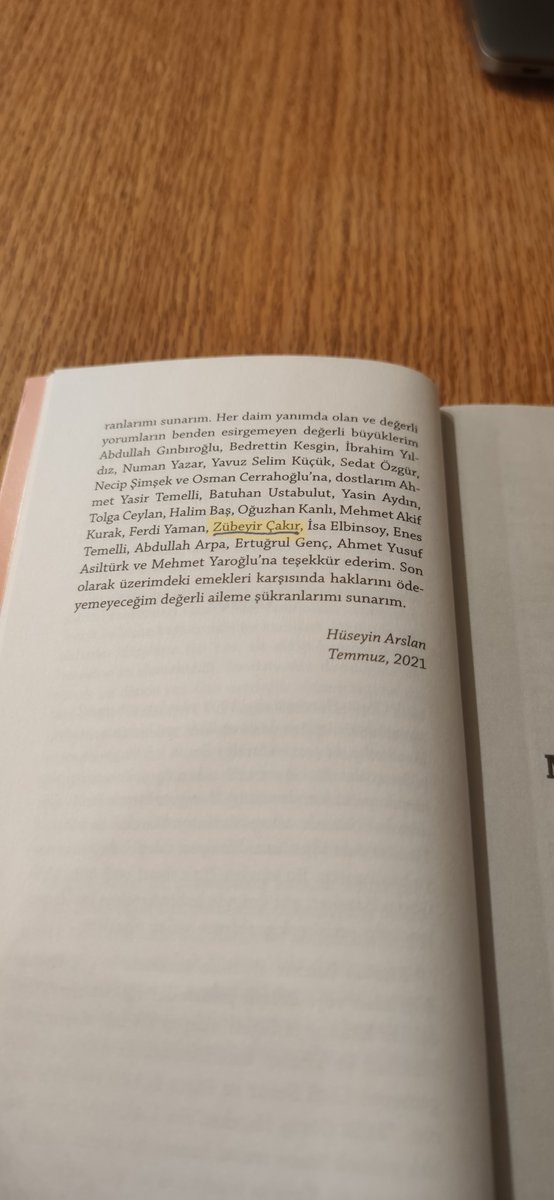 ranlarımı sunarım. Her daim yanımda olan ve değerli
yorumların benden esirgemeyen değerli büyüklerim
Abdullah Gınbıroğlu, Bedrettin Kesgin, İbrahim Yıl-
dız, Numan Yazar, Yavuz Selim Küçük, Sedat Özgür,
Necip Şimşek ve Osman Cerrahoğlu'na, dostlarım Ah-
met Yasir Temelli, Batuhan Ustabulut, Yasin Aydın,
Tolga Ceylan, Halim Baş, Oğuzhan Kanlı, Mehmet Akif
Kurak, Ferdi Yaman, Zübeyir Çakır, İsa Elbinsoy, Enes
Temelli, Abdullah Arpa, Ertuğrul Genç, Ahmet Yusuf
Asiltürk ve Mehmet Yaroğlu'na teşekkür ederim. Son
olarak üzerimdeki emekleri karşısında haklarını öde-
yemeyeceğim değerli aileme şükranlarımı sunarım.
Hüseyin Arslan
Temmuz, 2021